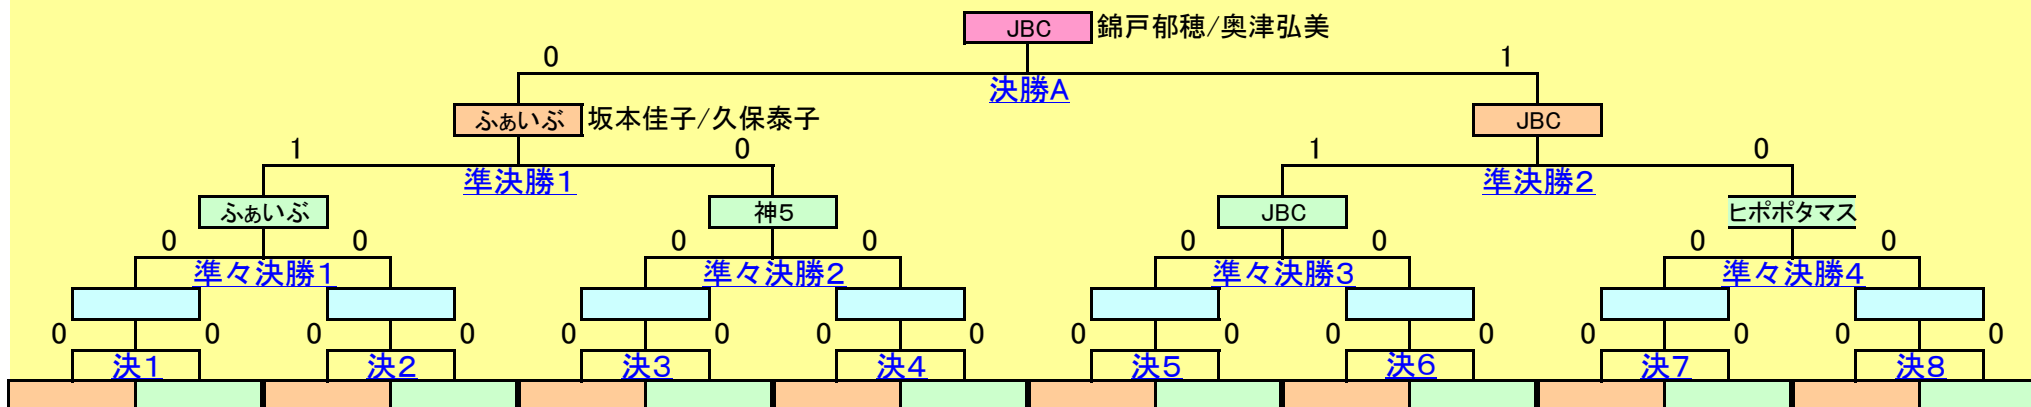 JBC 錦戸郁穂/奥津弘美
0 1
決勝A
ふぁいぶ 坂本佳子/久保泰子 JBC
1 0 1 0
準決勝1 準決勝2
ふぁいぶ 神5 JBC ヒポポタマス
0 0 0 0 0 0 0 0
準々決勝1 準々決勝2 準々決勝3 準々決勝4
0 0 0 0 0 0 0 0 0 0 0 0 0 0 0 0
決1 決2 決3 決4 決5 決6 決7 決8